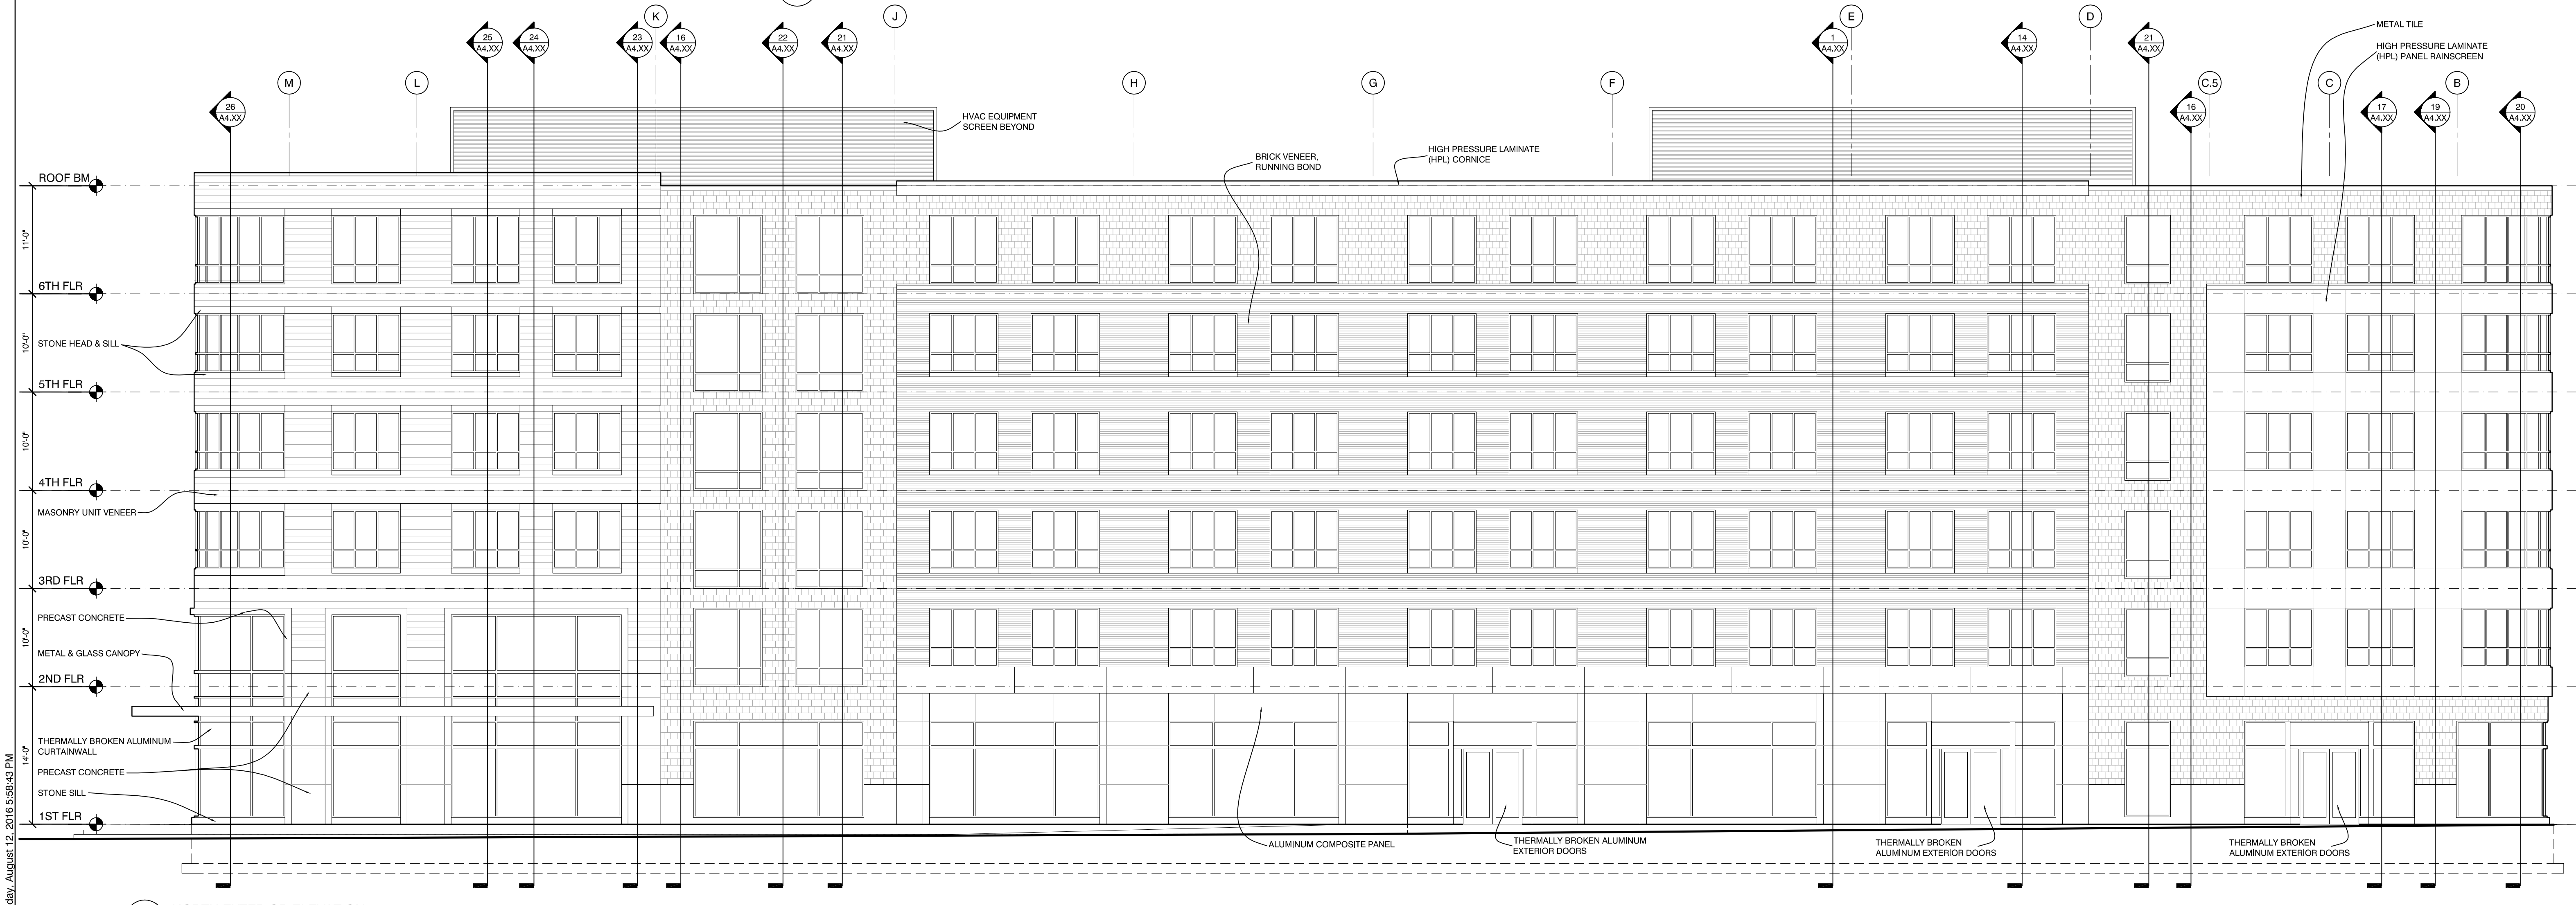 K
J
E
D
25
A4.XX
24
A4.XX
23
A4.XX
16
A4.XX
22
A4.XX
21
A4.XX
1
A4.XX
14
A4.XX
21
A4.XX
METAL TILE
HIGH PRESSURE LAMINATE
(HPL) PANEL RAINSCREEN
M
L
H
G
F
C.5
C
B
26
A4.XX
16
A4.XX
17
A4.XX
19
A4.XX
20
A4.XX
HVAC EQUIPMENT
SCREEN BEYOND
BRICK VENEER,
RUNNING BOND
HIGH PRESSURE LAMINATE
(HPL) CORNICE
ROOF BM
11'-0"
6TH FLR
10'-0"
STONE HEAD & SILL
5TH FLR
10'-0"
4TH FLR
MASONRY UNIT VENEER
10'-0"
3RD FLR
PRECAST CONCRETE
10'-0"
METAL & GLASS CANOPY
2ND FLR
THERMALLY BROKEN ALUMINUM
CURTAINWALL
14'-0"
PRECAST CONCRETE
STONE SILL
1ST FLR
ALUMINUM COMPOSITE PANEL
THERMALLY BROKEN ALUMINUM
EXTERIOR DOORS
THERMALLY BROKEN
ALUMINUM EXTERIOR DOORS
THERMALLY BROKEN
ALUMINUM EXTERIOR DOORS
day, August 12, 2016 5:58:43 PM